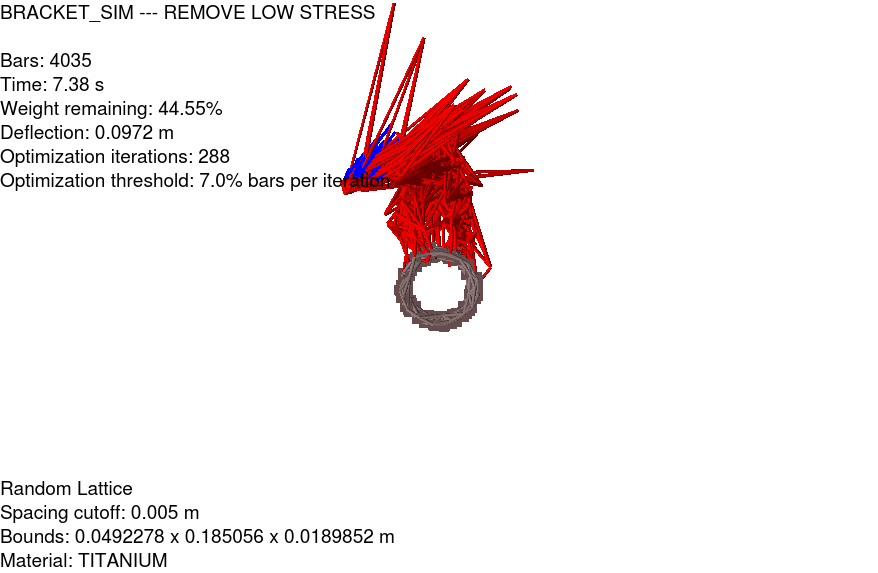 BRACKET_SIM --- REMOVE LOW STRESS
Bars: 4035
Time: 7.38 s
Weight remaining: 44.55%
Deflection: 0.0972 m
Optimization iterations: 288
Optimization threshold: 7.0% bars per iteration
Random Lattice
Spacing cutoff: 0.005 m
Bounds: 0.0492278 x 0.185056 x 0.0189852 m
Material: TITANIUM